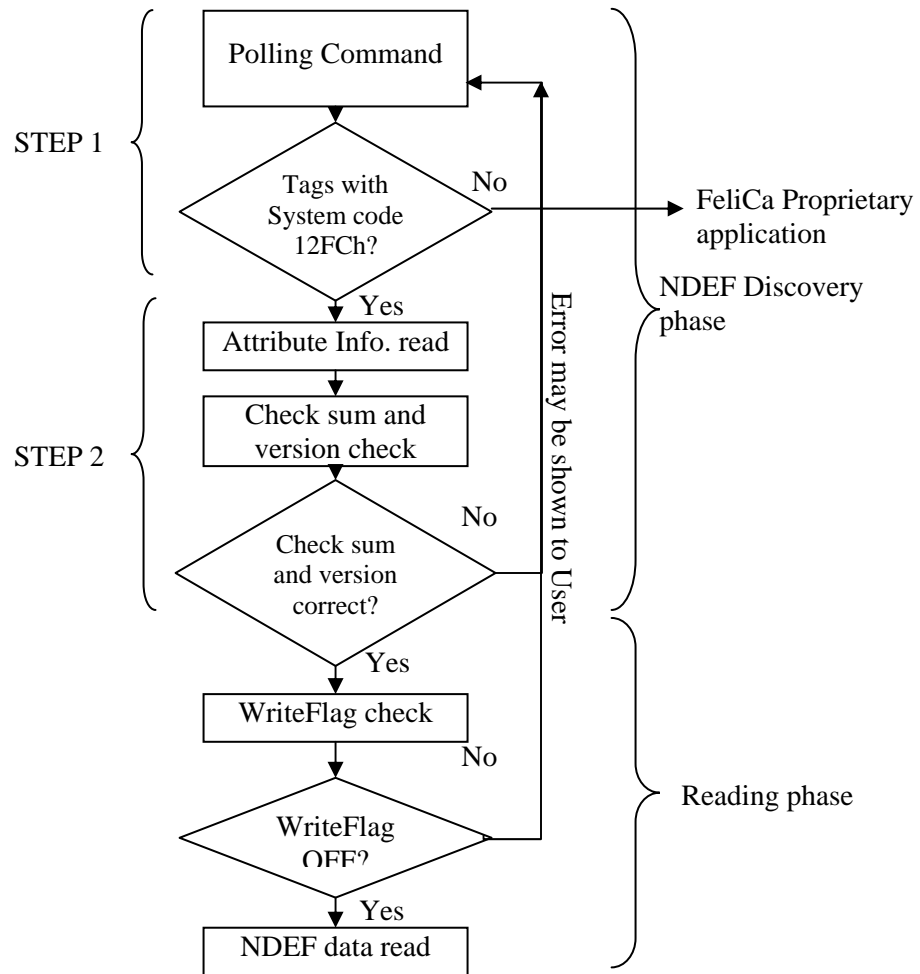 Polling Command
STEP 1
No
Tags with
System code
12FCh?
FeliCa Proprietary
application
NDEF Discovery
phase
Yes
Attribute Info. read
Error may be shown to User
Check sum and
version check
STEP 2
No
Check sum
and version
correct?
Yes
WriteFlag check
No
Reading phase
WriteFlag
OFF?
Yes
NDEF data read